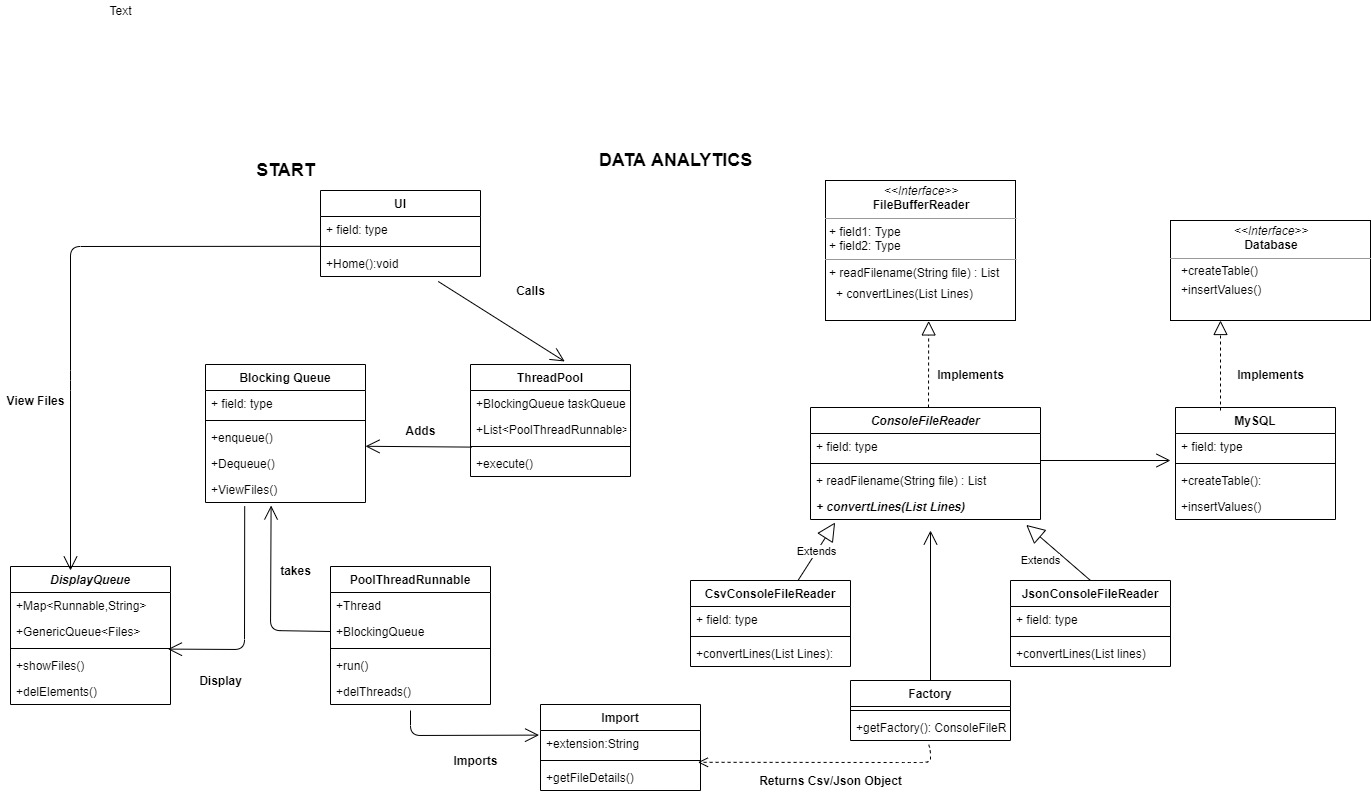 Text
START
DATA ANALYTICS
UI
+ field: type
+Home():void
<<Interface>>
FileBufferReader
+ field1: Type
+ field2: Type
+ readFilename(String file) : List
+ convertLines(List Lines)
<<Interface>>
Database
+createTable()
+insertValues()
Calls
View Files
Blocking Queue
+ field: type
+enqueue()
+Dequeue()
+ViewFiles()
Adds
ThreadPool
+BlockingQueue taskQueue
+List<PoolThreadRunnable>
+execute()
Implements
Implements
ConsoleFileReader
+ field: type
+ readFilename(String file) : List
+ convertLines(List Lines)
MySQL
+ field: type
+createTable():
+insertValues()
Extends
Extends
DisplayQueue
+Map<Runnable,String>
+GenericQueue<Files>
+showFiles()
+delElements()
takes
Display
PoolThreadRunnable
+Thread
+BlockingQueue
+run()
+delThreads()
CsvConsoleFileReader
+ field: type
+convertLines(List Lines):
JsonConsoleFileReader
+ field: type
+convertLines(List lines)
Factory
+getFactory(): ConsoleFileR
Imports
Import
+extension:String
+getFileDetails()
Returns Csv/Json Object